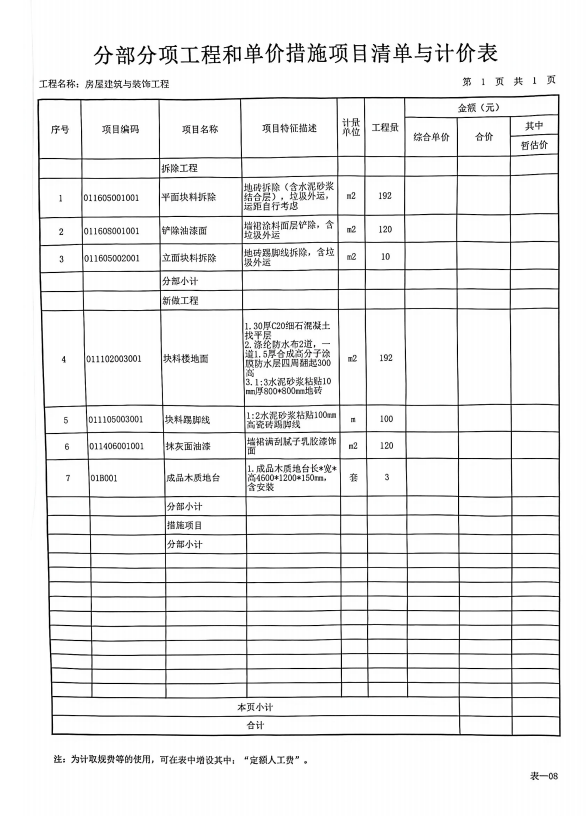 分部分项工程和单价措施项目清单与计价表
工程名称：房屋建筑与装饰工程 第 1 页 共 1 页
序号 项目编码 项目名称 项目特征描述 计量单位 工程量 金额（元）
综合单价 合价 其中
暂估价
拆除工程
1 011605001001 平面块料拆除 地砖拆除（含水泥砂浆 m2 192
结合层），垃圾外运，
运距自行考虑
2 011608001001 铲除油漆面 墙裙涂料面层铲除，含 m2 120
垃圾外运
3 011605002001 立面块料拆除 地砖踢脚线拆除，含垃 m2 10
圾外运
分部小计
新做工程
4 011102003001 块料楼地面 1.30厚C20细石混凝土 m2 192
找平层
2.涤纶防水布2道，一
道1.5厚合成高分子涂
膜防水层四周翻起300
高
3.1:3水泥砂浆粘贴10
mm厚800*800mm地砖
5 011105003001 块料踢脚线 1:2水泥砂浆粘贴100mm m 100
高瓷砖踢脚线
6 011406001001 抹灰面油漆 墙裙满刮腻子乳胶漆饰 m2 120
面
7 01B001 成品木质地台 1.成品木质地台长*宽* 套 3
高4600*1200*150mm,
含安装
分部小计
措施项目
分部小计
本页小计
合计
注：为计取规费等的使用，可在表中增设其中：“定额人工费”。
表—08